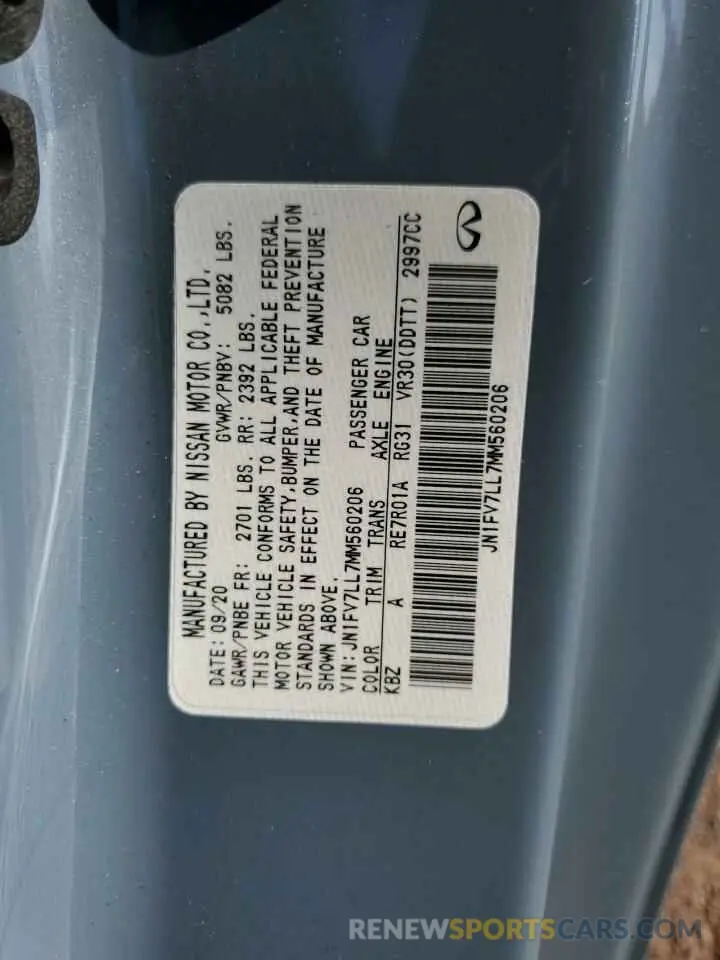 MANUFACTURED BY NISSAN MOTOR CO.,LTD.
DATE: 09/20 GVWR/PNBV: 5082 LBS.
GAWR/PNBE FR: 2701 LBS. RR: 2392 LBS.
THIS VEHICLE CONFORMS TO ALL APPLICABLE FEDERAL
MOTOR VEHICLE SAFETY,BUMPER,AND THEFT PREVENTION
STANDARDS IN EFFECT ON THE DATE OF MANUFACTURE
SHOWN ABOVE.
VIN:JN1FV7LL7MM560206 PASSENGER CAR
COLOR TRIM TRANS AXLE ENGINE
KBZ A RE7R01A RG31 VR30(DDTT) 2997CC
JN1FV7LL7MM560206
RENEWSPORTSCARS.COM